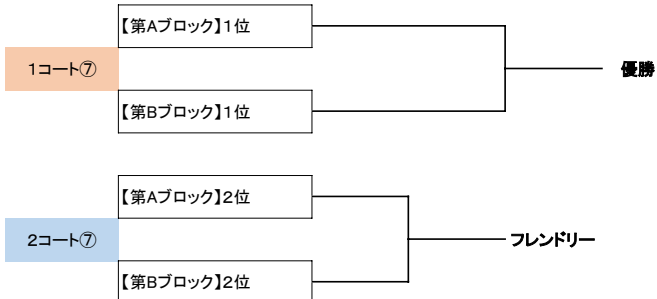 【第Aブロック】1位
1コート⑦
優勝
【第Bブロック】1位
【第Aブロック】2位
2コート⑦
フレンドリー
【第Bブロック】2位